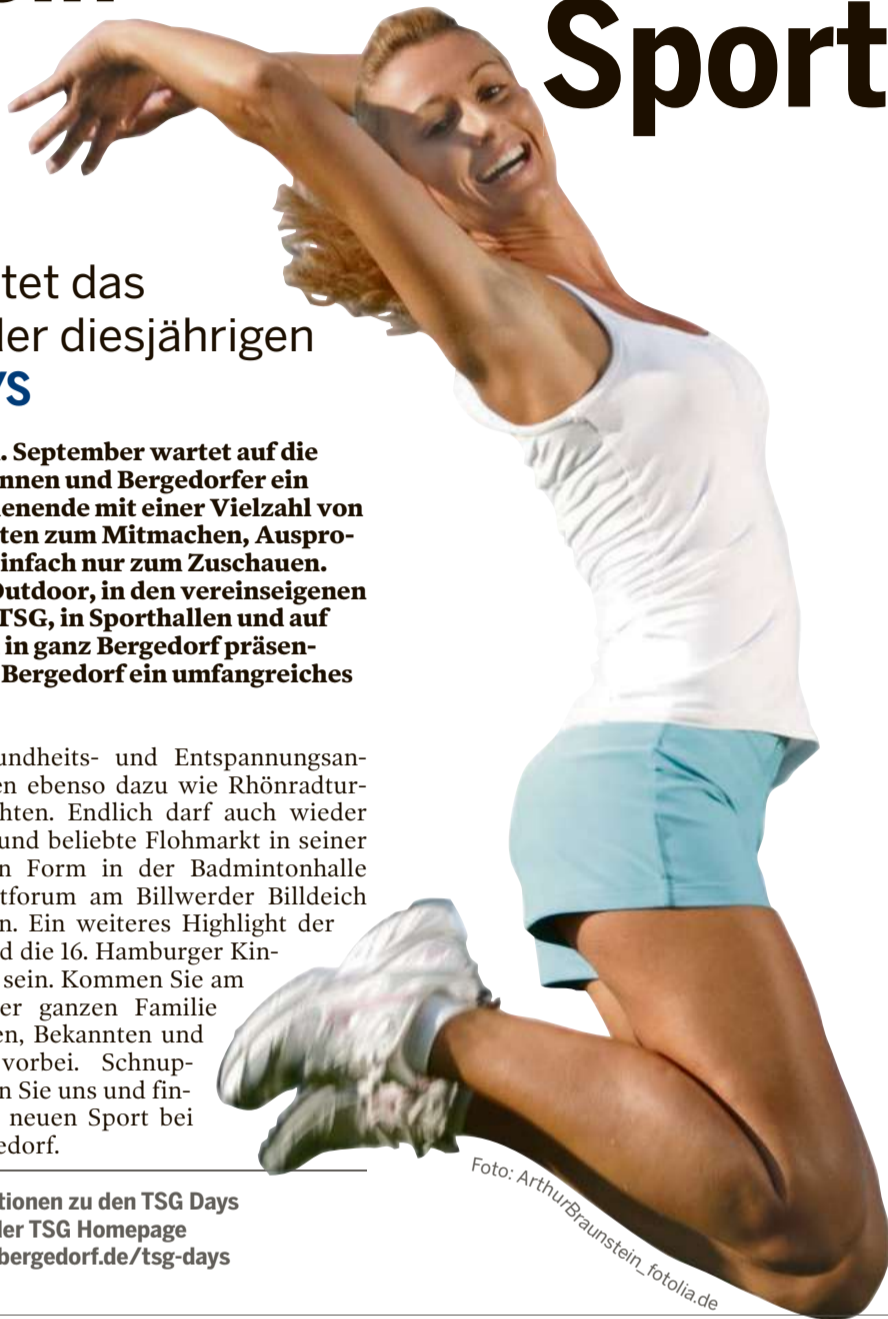 Sport
tet das
ler diesjährigen
YS
. September wartet auf die
nnen und Bergedorfer ein
enende mit einer Vielzahl von
ten zum Mitmachen, Auspro-
infach nur zum Zuschauen.
Outdoor, in den vereinseigenen
TSG, in Sporthallen und auf
in ganz Bergedorf präsen-
Bergedorf ein umfangreiches
undheits- und Entspannungsan-
en ebenso dazu wie Rhönradtur-
chten. Endlich darf auch wieder
und beliebte Flohmarkt in seiner
n Form in der Badmintonhalle
tforum am Billwerder Billdeich
n. Ein weiteres Highlight der
d die 16. Hamburger Kin-
sein. Kommen Sie am
er ganzen Familie
en, Bekannten und
vorbei. Schnup-
n Sie uns und fin-
neuen Sport bei
edorf.
tionen zu den TSG Days
der TSG Homepage
bergedorf.de/tsg-days
Foto: ArthurBraunstein_fotolia.de